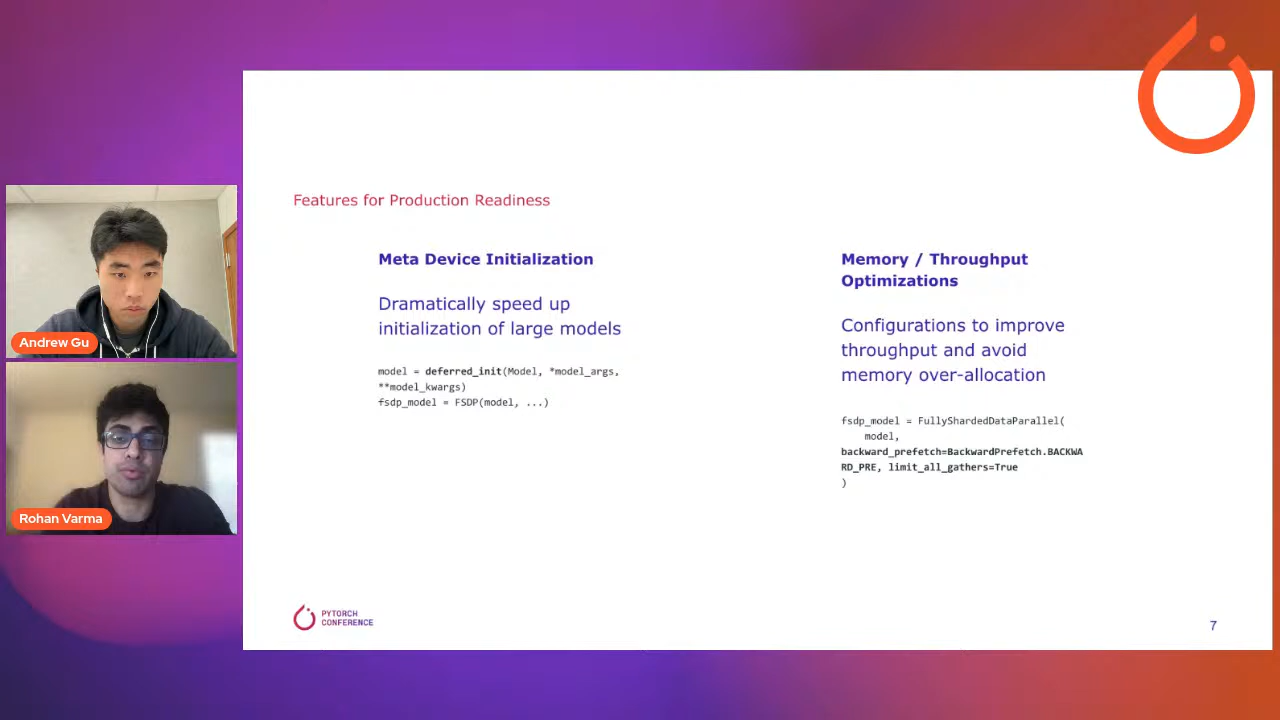 Andrew Gu
Rohan Varma
Features for Production Readiness
Meta Device Initialization
Dramatically speed up
initialization of large models
model = deferred_init(Model, *model_args,
**model_kwargs)
fsdp_model = FSDP(model, ...)
Memory / Throughput
Optimizations
Configurations to improve
throughput and avoid
memory over-allocation
fsdp_model = FullyShardedDataParallel(
    model,
backward_prefetch=BackwardPrefetch.BACKWA
RD_PRE, limit_all_gathers=True
)
PYTORCH
CONFERENCE
7